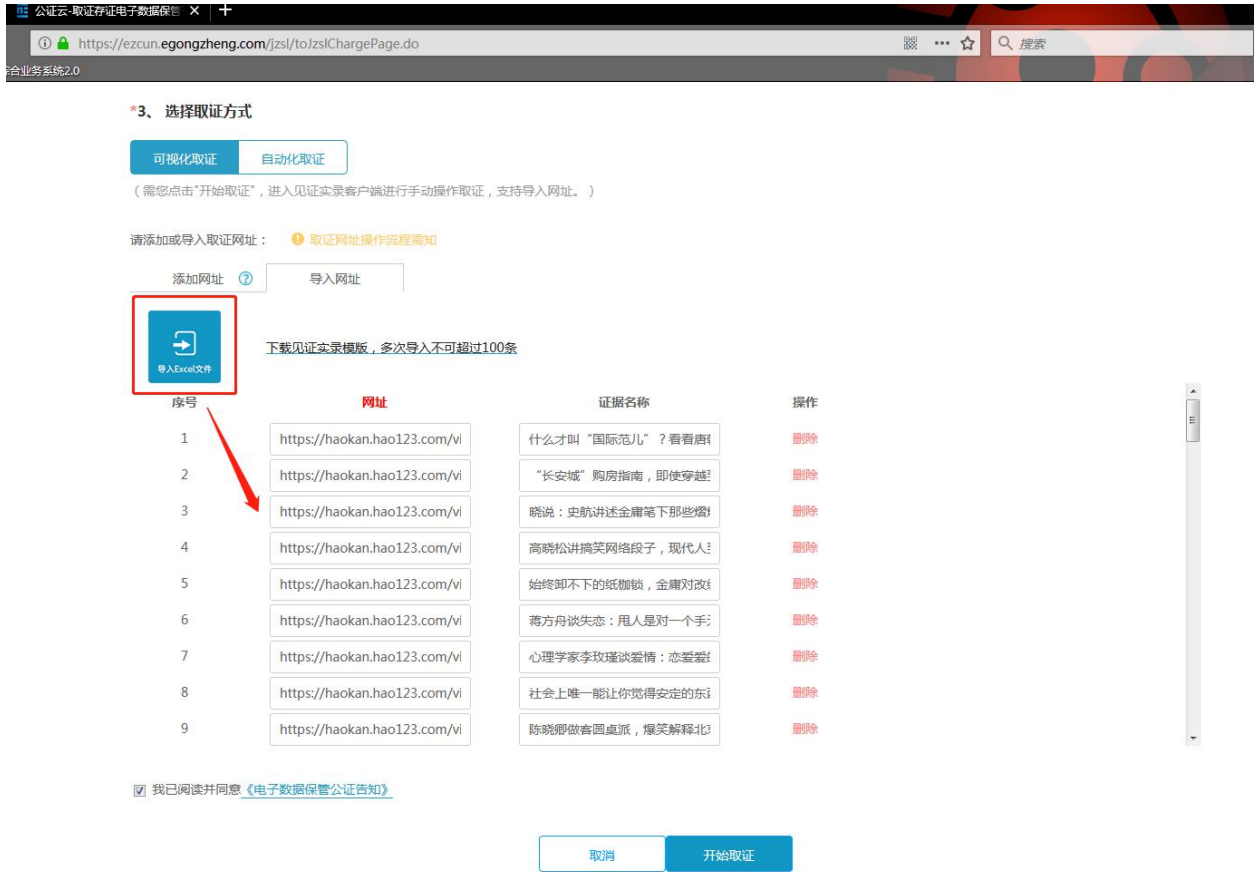 公证云-取证存证电子数据保
https://ezcun.egongzheng.com/jzsl/toJzslChargePage.do
搜索
合业务系统2.0
*3、 选择取证方式
可视化取证 自动化取证
(需您点击"开始取证",进入见证实录客户端进行手动操作取证,支持导入网址。)
请添加或导入取证网址: 取证网址操作流程需知
添加网址 导入网址
导入Excel文件
下载见证实录模版,多次导入不可超过100条
序号 网址 证据名称 操作
1 https://haokan.hao123.com/vi 什么才叫“国际范儿”?看看唐 删除
2 https://haokan.hao123.com/vi “长安城”购房指南,即使穿越 删除
3 https://haokan.hao123.com/vi 晓说:史航讲述金庸笔下那些 删除
4 https://haokan.hao123.com/vi 高晓松讲搞笑网络段子,现代人 删除
5 https://haokan.hao123.com/vi 始终卸不下的纸枷锁,金庸对改 删除
6 https://haokan.hao123.com/vi 蒋方舟谈失恋:甩人是对一个手 删除
7 https://haokan.hao123.com/vi 心理学家李玫瑾谈爱情:恋爱爱 删除
8 https://haokan.hao123.com/vi 社会上唯一能让你觉得安定的东 删除
9 https://haokan.hao123.com/vi 陈晓卿做客圆桌派,爆笑解释北 删除
我已阅读并同意《电子数据保管公证告知》
取消 开始取证